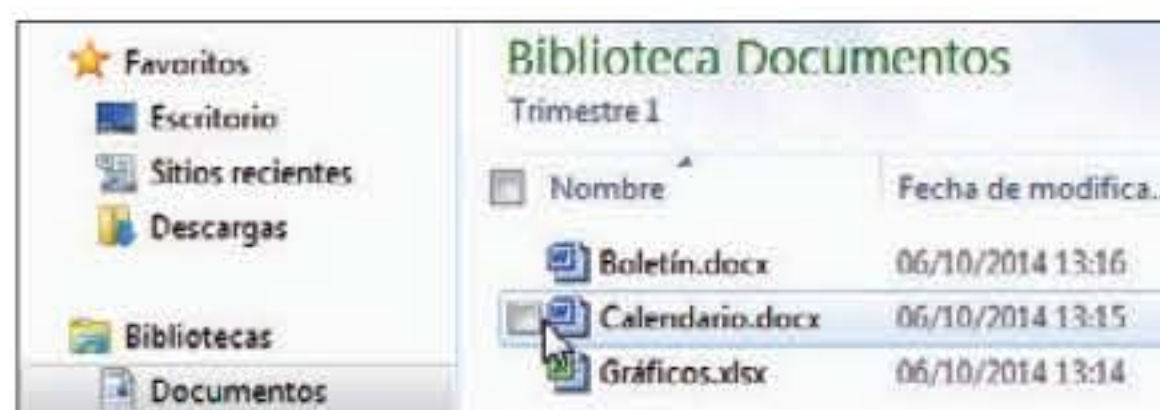 Favoritos
Escritorio
Sitios recientes
Descargas
Bibliotecas
Documentos
Biblioteca Documentos
Trimestre 1
Nombre Fecha de modifica...
Boletín.docx 06/10/2014 13:16
Calendario.docx 06/10/2014 13:15
Gráficos.xlsx 06/10/2014 13:14